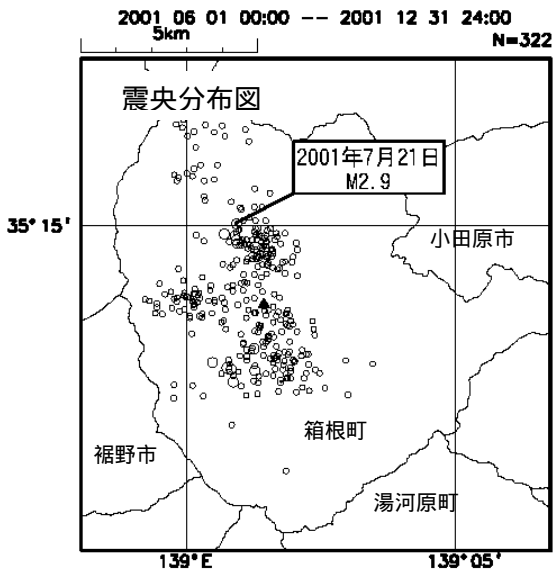 2001 06 01 00:00 -- 2001 12 31 24:00
5km
N=322
震央分布図
2001年7月21日
M2.9
35°15'
小田原市
箱根町
裾野市
湯河原町
139°E
139°05'